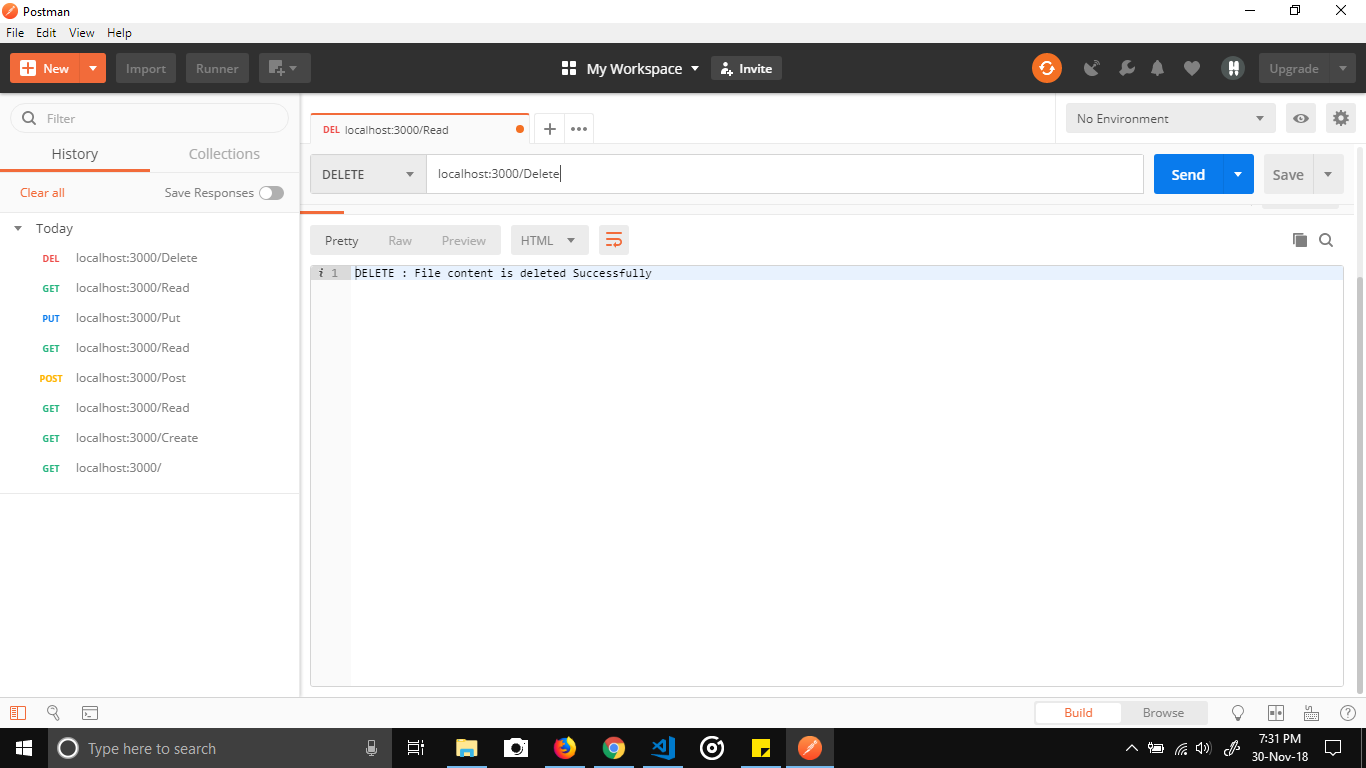 Postman
File Edit View Help
New Import Runner My Workspace Invite Upgrade
Filter
History Collections
Clear all Save Responses
Today
DEL localhost:3000/Delete
GET localhost:3000/Read
PUT localhost:3000/Put
GET localhost:3000/Read
POST localhost:3000/Post
GET localhost:3000/Read
GET localhost:3000/Create
GET localhost:3000/
DEL localhost:3000/Read
No Environment
DELETE localhost:3000/Delete Send Save
Pretty Raw Preview HTML
i 1 DELETE : File content is deleted Successfully
Build Browse
Type here to search
7:31 PM
30-Nov-18